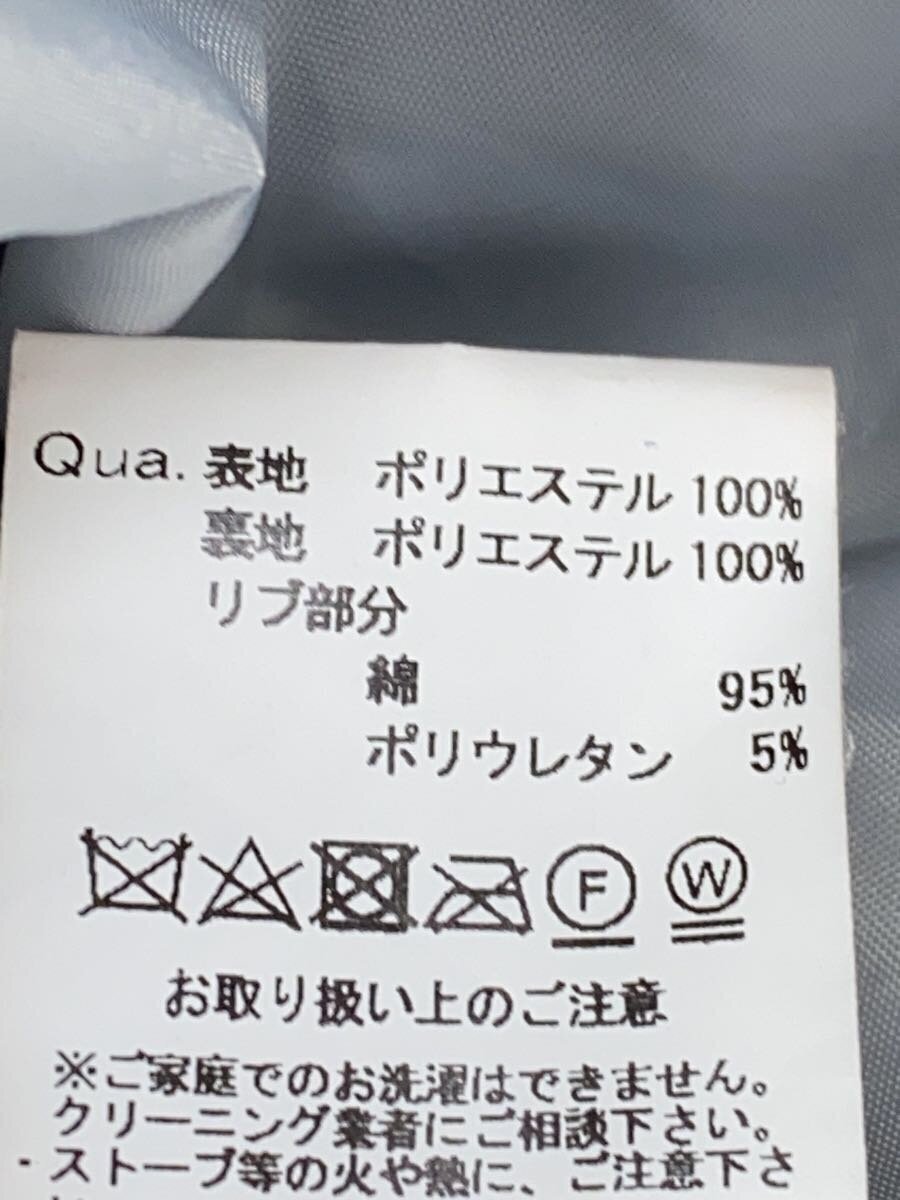 Qua. 表地 ポリエステル 100%
裏地 ポリエステル 100%
リブ部分
綿 95%
ポリウレタン 5%
F W
お取り扱い上のご注意
※ご家庭でのお洗濯はできません。
クリーニング業者にご相談下さい。
・ストーブ等の火や熱に、ご注意下さ